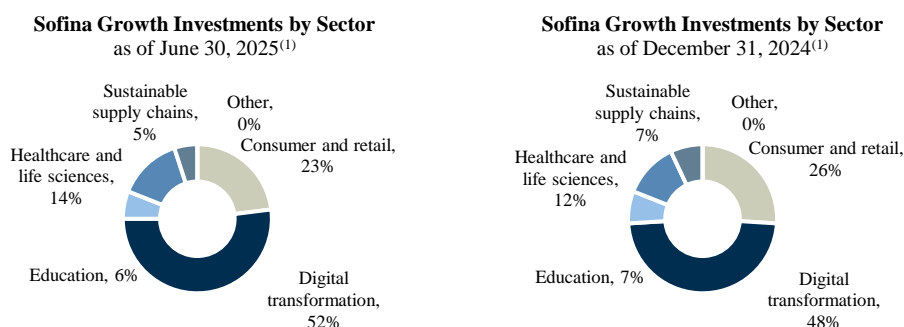 Sofina Growth Investments by Sector
as of June 30, 2025(1)
Sustainable
supply chains,
5%
Other,
0%
Consumer and retail,
23%
Healthcare and
life sciences,
14%
Education, 6%
Digital
transformation,
52%
Sofina Growth Investments by Sector
as of December 31, 2024(1)
Sustainable
supply chains,
7%
Other,
0%
Consumer and retail,
26%
Healthcare and
life sciences,
12%
Education, 7%
Digital
transformation,
48%